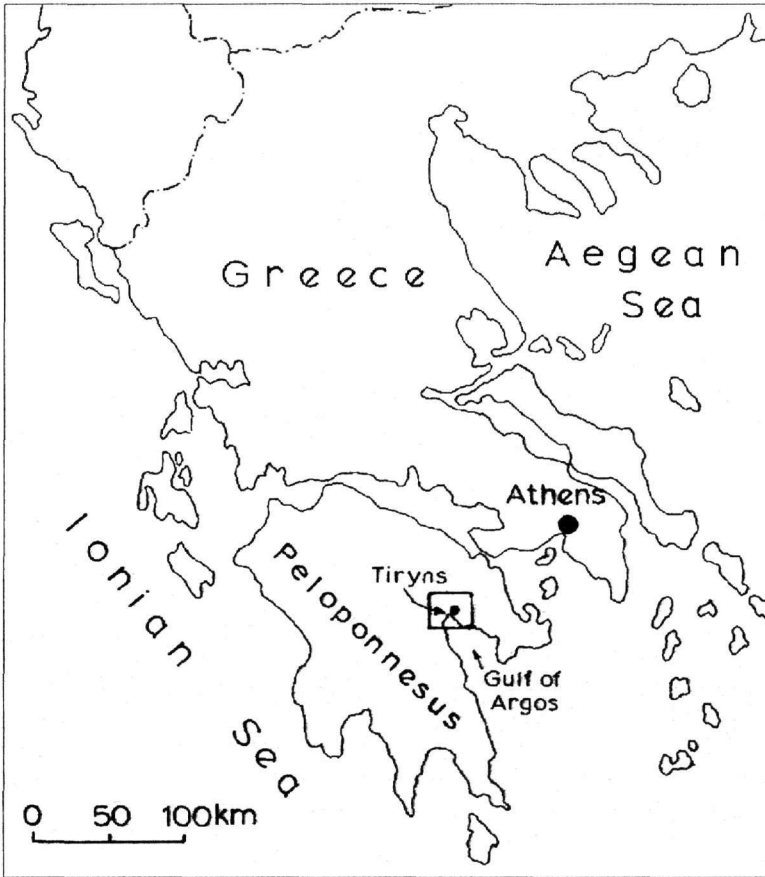 Greece
Aegean
Sea
Athens
Tiryns
Peloponnesus
Gulf of
Argos
Ionian
Sea
0 50 100km